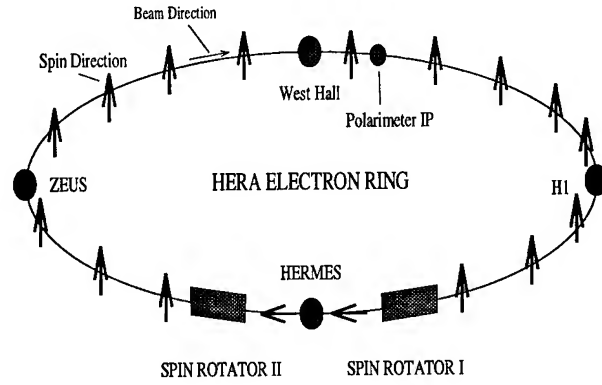 Beam Direction
Spin Direction
West Hall
Polarimeter IP
ZEUS
HERA ELECTRON RING
H1
HERMES
SPIN ROTATOR II
SPIN ROTATOR I